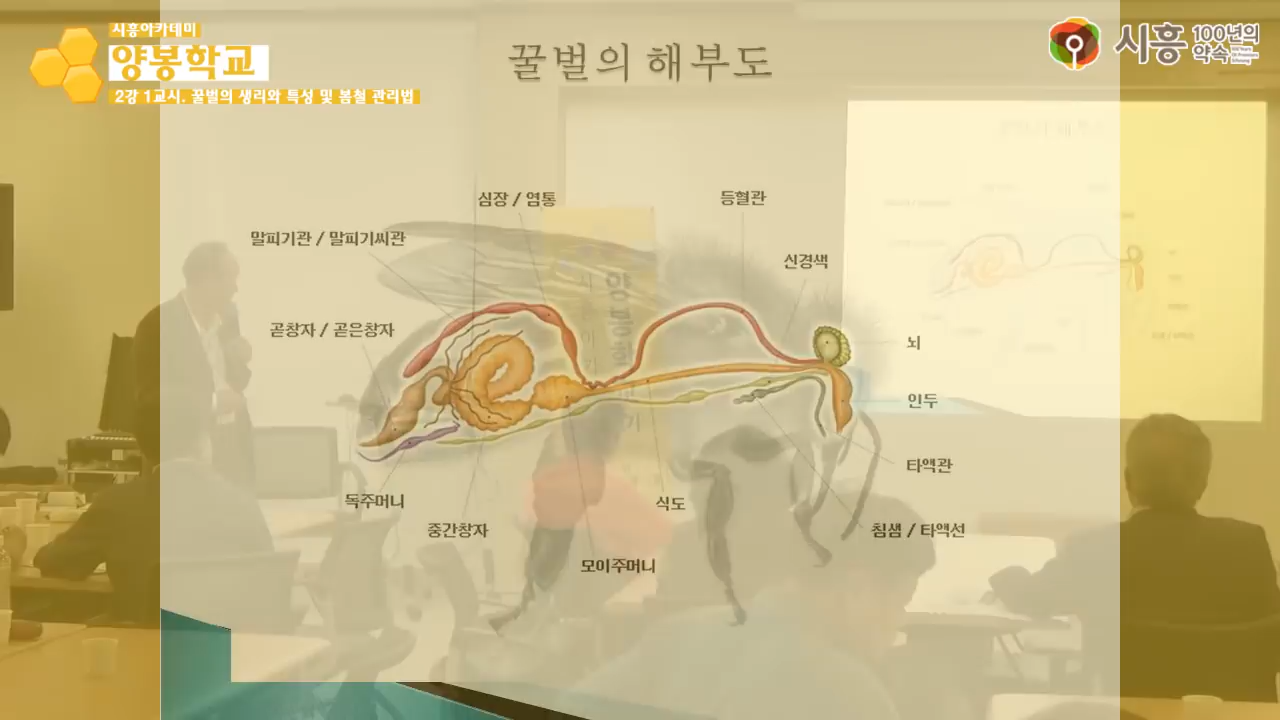 시흥아카데미
양봉학교
2강 1교시. 꿀벌의 생리와 특성 및 봄철 관리법
시흥 100년의 약속
꿀벌의 해부도
심장 / 염통
등혈관
말피기관 / 말피기씨관
신경색
곧창자 / 곧은창자
뇌
인두
타액관
독주머니
식도
중간창자
침샘 / 타액선
모이주머니